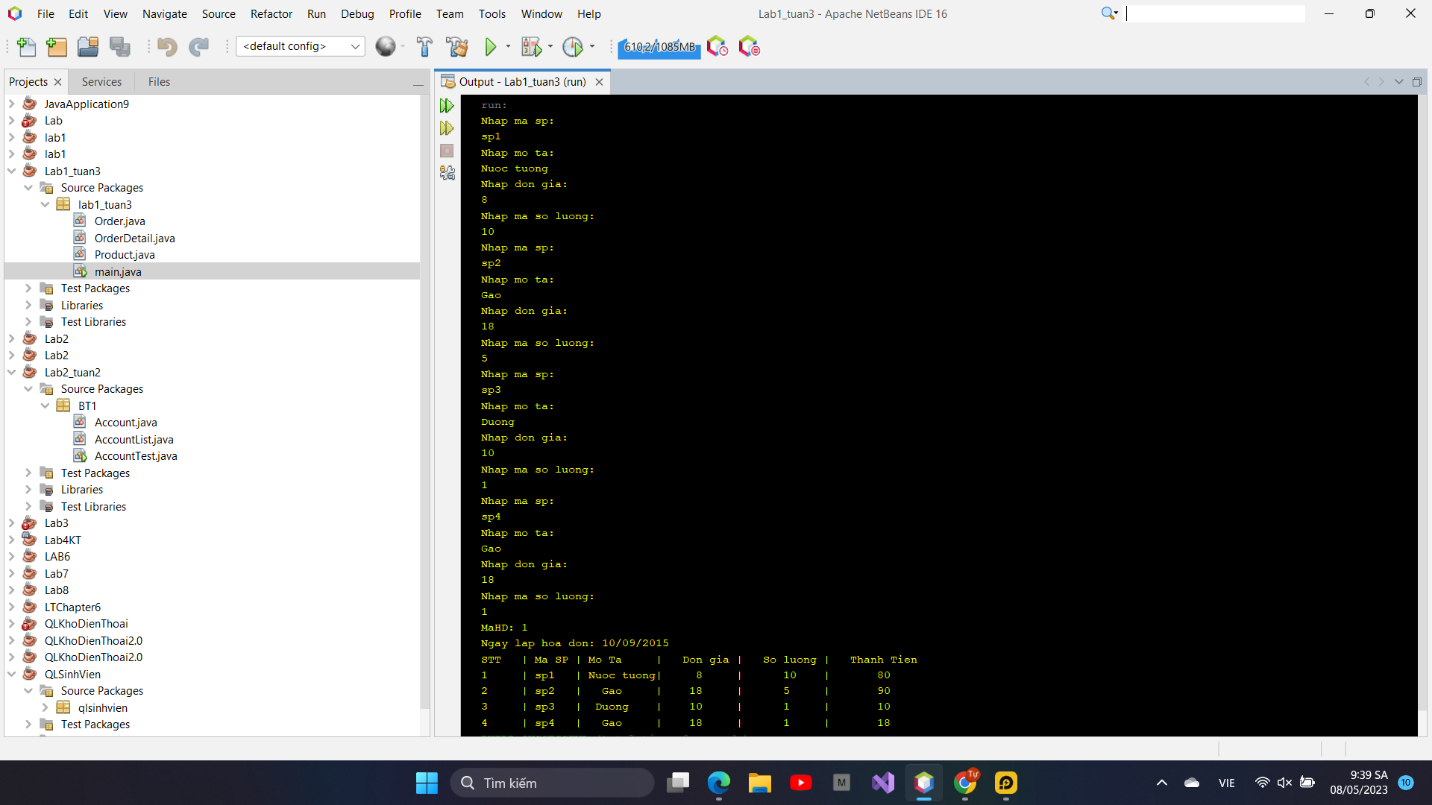 File Edit View Navigate Source Refactor Run Debug Profile Team Tools Window Help
Lab1_tuan3 - Apache NetBeans IDE 16
<default config>
610,2/1085MB
Projects Services Files
JavaApplication9
Lab
lab1
lab1
Lab1_tuan3
Source Packages
lab1_tuan3
Order.java
OrderDetail.java
Product.java
main.java
Test Packages
Libraries
Test Libraries
Lab2
Lab2
Lab2_tuan2
Source Packages
BT1
Account.java
AccountList.java
AccountTest.java
Test Packages
Libraries
Test Libraries
Lab3
Lab4KT
LAB6
Lab7
Lab8
LTChapter6
QLKhoDienThoai
QLKhoDienThoai2.0
QLKhoDienThoai2.0
QLSinhVien
Source Packages
qlsinhvien
Test Packages
Output - Lab1_tuan3 (run)
run:
Nhap ma sp:
sp1
Nhap mo ta:
Nuoc tuong
Nhap don gia:
8
Nhap ma so luong:
10
Nhap ma sp:
sp2
Nhap mo ta:
Gao
Nhap don gia:
18
Nhap ma so luong:
5
Nhap ma sp:
sp3
Nhap mo ta:
Duong
Nhap don gia:
10
Nhap ma so luong:
1
Nhap ma sp:
sp4
Nhap mo ta:
Gao
Nhap don gia:
18
Nhap ma so luong:
1
MaHD: 1
Ngay lap hoa don: 10/09/2015
STT | Ma SP | Mo Ta | Don gia | So luong | Thanh Tien
1 | sp1 | Nuoc tuong| 8 | 10 | 80
2 | sp2 | Gao | 18 | 5 | 90
3 | sp3 | Duong | 10 | 1 | 10
4 | sp4 | Gao | 18 | 1 | 18
Tìm kiếm
Tư
VIE
9:39 SA
08/05/2023
10